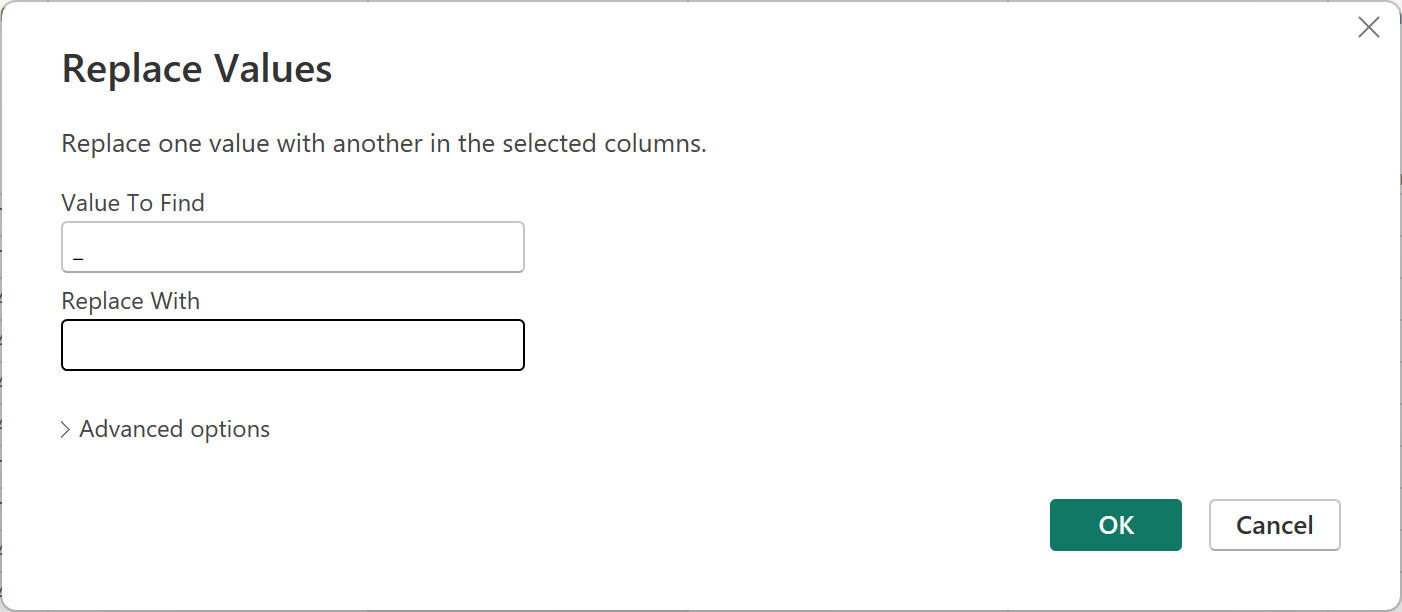 Replace Values
Replace one value with another in the selected columns.
Value To Find
_
Replace With
Advanced options
OK
Cancel